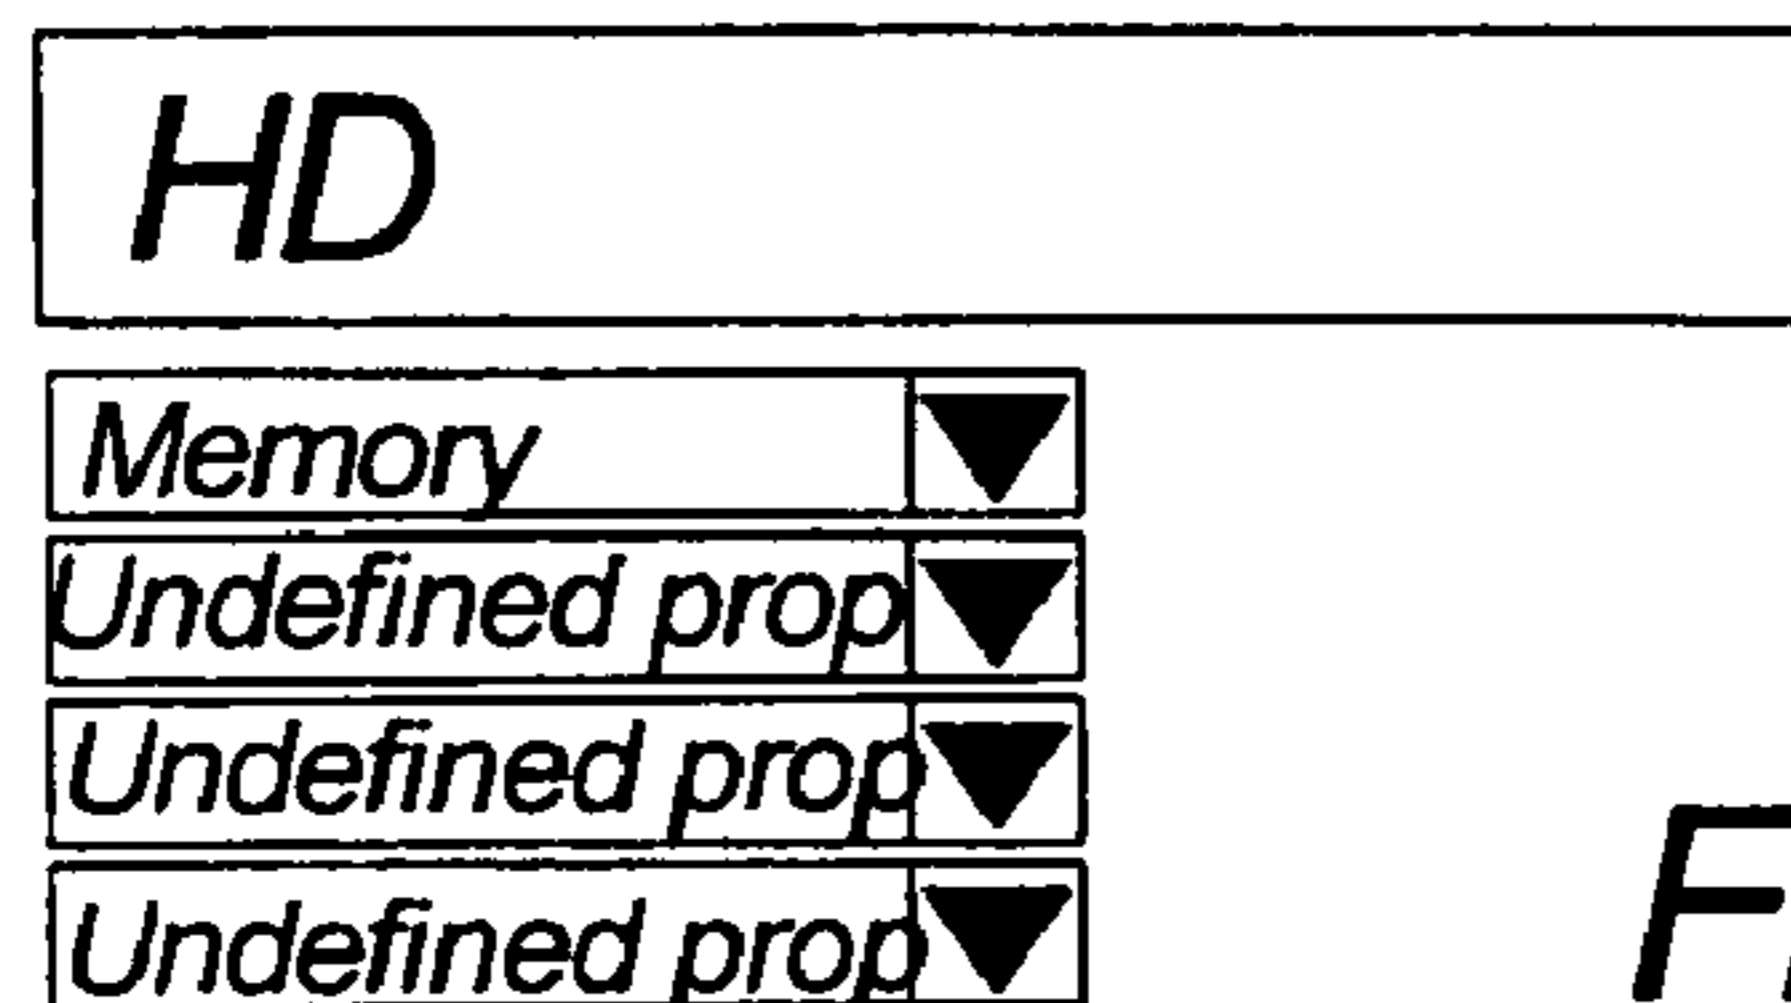 HD
Memory
Undefined prop
Undefined prop
Undefined prop